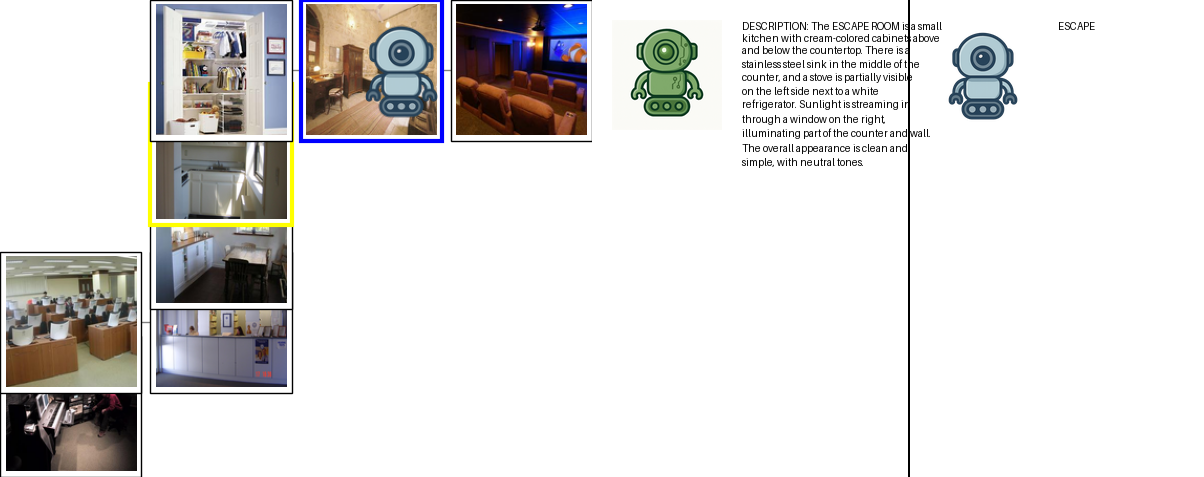 DESCRIPTION: The ESCAPE ROOM is a small
kitchen with cream-colored cabinets above
and below the countertop. There is a
stainless steel sink in the middle of the
counter, and a stove is partially visible
on the left side next to a white
refrigerator. Sunlight is streaming in
through a window on the right,
illuminating part of the counter and wall.
The overall appearance is clean and
simple, with neutral tones.
ESCAPE